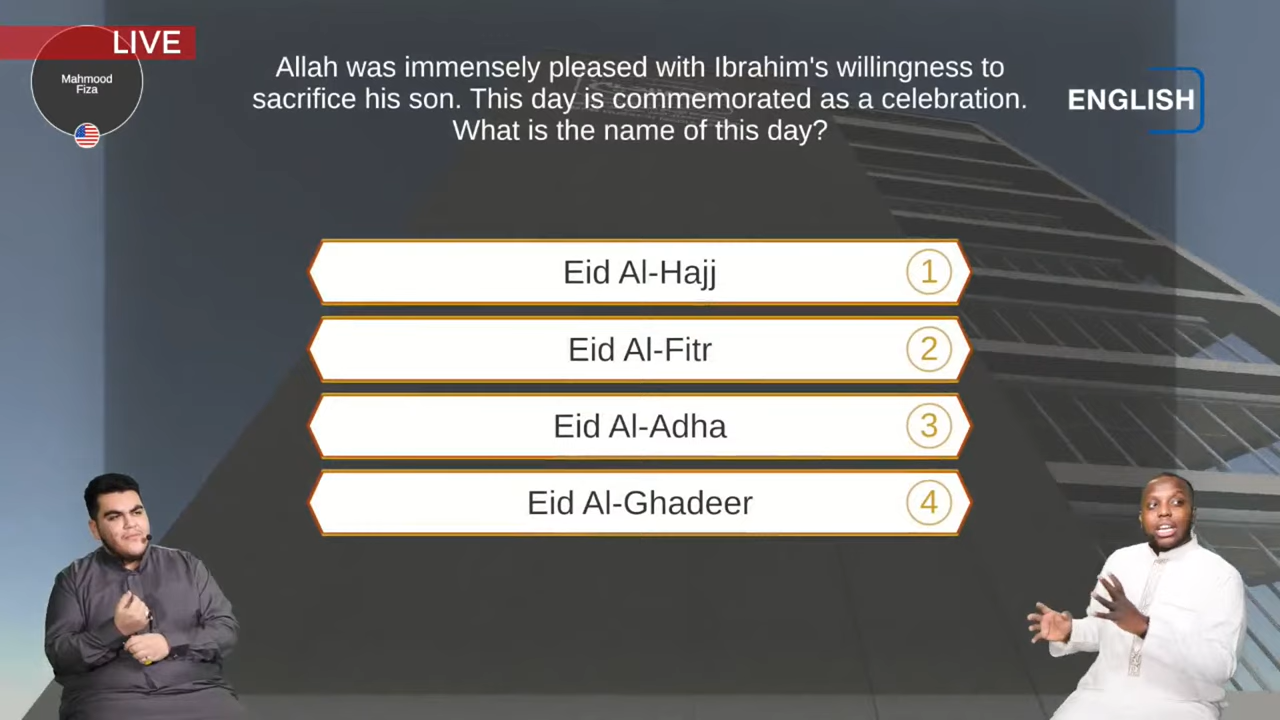 LIVE
Mahmood
Fiza
Allah was immensely pleased with Ibrahim's willingness to
sacrifice his son. This day is commemorated as a celebration.
What is the name of this day?
ENGLISH
Eid Al-Hajj 1
Eid Al-Fitr 2
Eid Al-Adha 3
Eid Al-Ghadeer 4